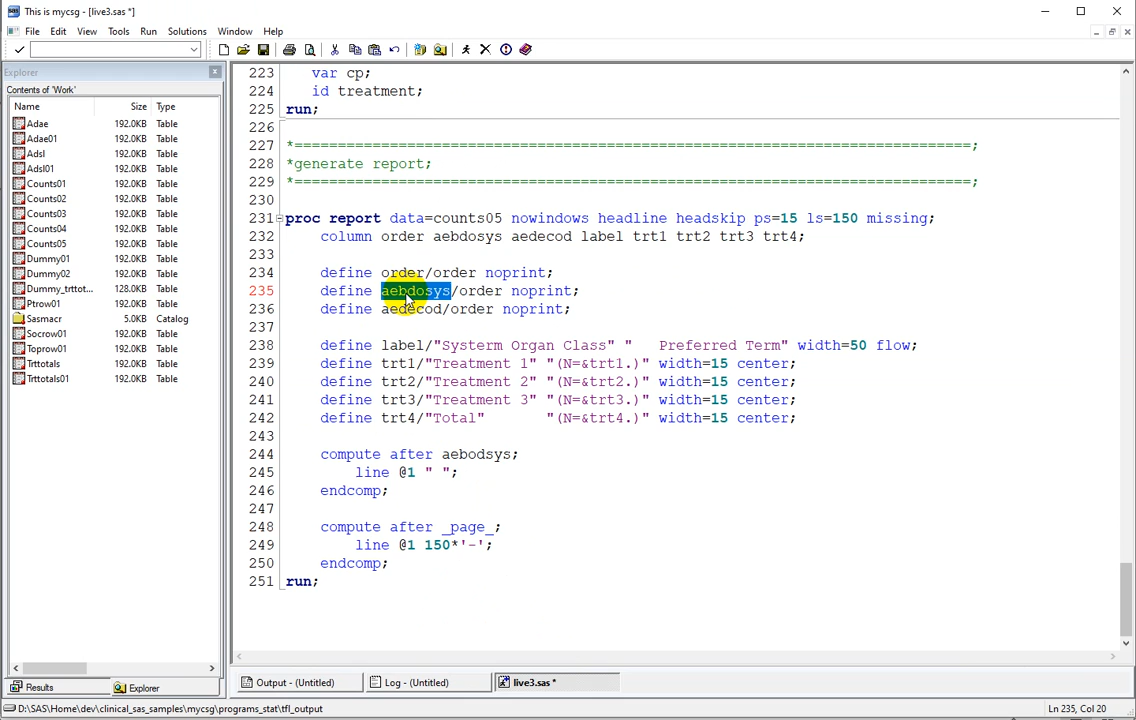 This is mycsg - [live3.sas *]
File Edit View Tools Run Solutions Window Help
Explorer
Contents of 'Work'
Name Size Type
Adae 192.0KB Table
Adae01 192.0KB Table
Adsl 192.0KB Table
Adsl01 192.0KB Table
Counts01 192.0KB Table
Counts02 192.0KB Table
Counts03 192.0KB Table
Counts04 192.0KB Table
Counts05 192.0KB Table
Dummy01 192.0KB Table
Dummy02 192.0KB Table
Dummy_trttot... 128.0KB Table
Ptrow01 192.0KB Table
Sasmacr 5.0KB Catalog
Socrow01 192.0KB Table
Toprow01 192.0KB Table
Trttotals 192.0KB Table
Trttotals01 192.0KB Table
Results Explorer
223 var cp;
224 id treatment;
225 run;
226
227 *==============================================================================;
228 *generate report;
229 *==============================================================================;
230
231 proc report data=counts05 nowindows headline headskip ps=15 ls=150 missing;
232 column order aebdosys aedecod label trt1 trt2 trt3 trt4;
233
234 define order/order noprint;
235 define aebdosys/order noprint;
236 define aedecod/order noprint;
237
238 define label/"Systerm Organ Class" "   Preferred Term" width=50 flow;
239 define trt1/"Treatment 1" "(N=&trt1.)" width=15 center;
240 define trt2/"Treatment 2" "(N=&trt2.)" width=15 center;
241 define trt3/"Treatment 3" "(N=&trt3.)" width=15 center;
242 define trt4/"Total"       "(N=&trt4.)" width=15 center;
243
244 compute after aebodsys;
245 line @1 " ";
246 endcomp;
247
248 compute after _page_;
249 line @1 150*'-';
250 endcomp;
251 run;
Output - (Untitled) Log - (Untitled) live3.sas *
D:\SAS\Home\dev\clinical_sas_samples\mycsg\programs_stat\tfl_output Ln 235, Col 20